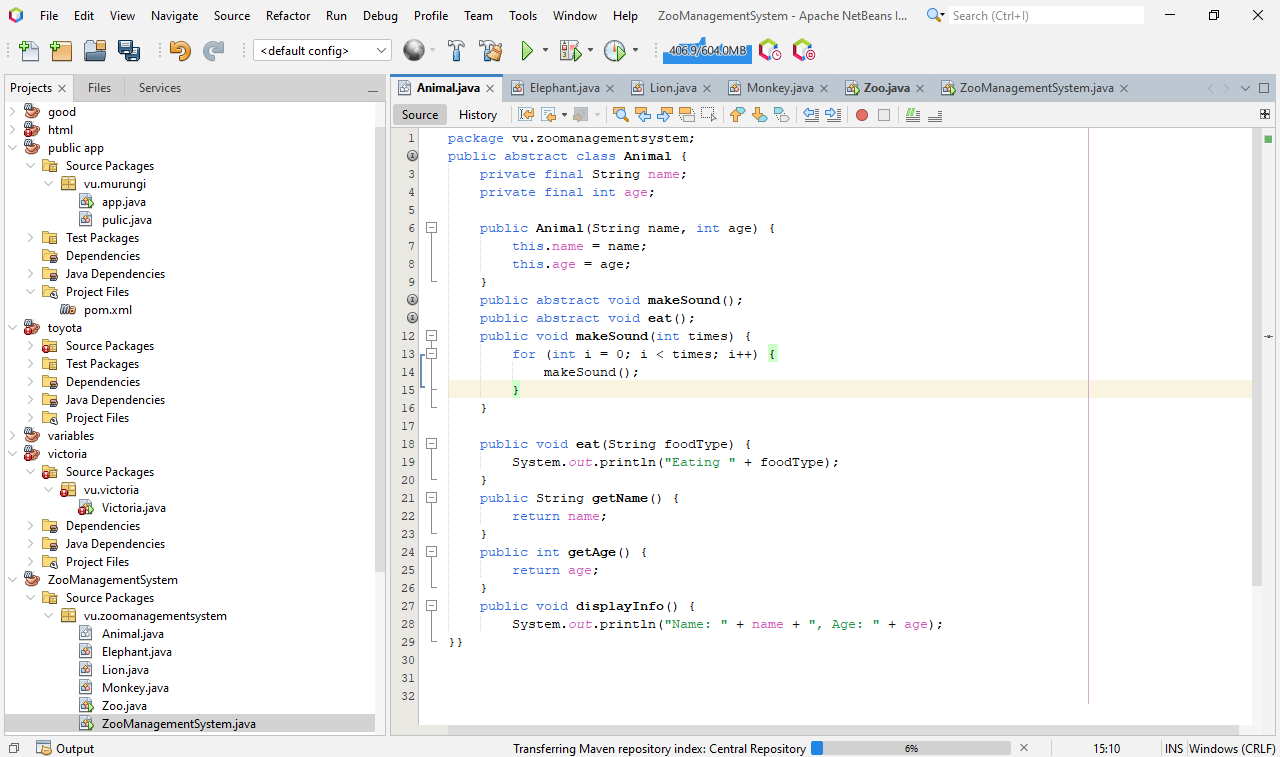 File Edit View Navigate Source Refactor Run Debug Profile Team Tools Window Help ZooManagementSystem - Apache NetBeans I... Search (Ctrl+I)
<default config> 406.9/604.0MB
Projects Files Services
good
html
public app
Source Packages
vu.murungi
app.java
pulic.java
Test Packages
Dependencies
Java Dependencies
Project Files
pom.xml
toyota
Source Packages
Test Packages
Dependencies
Java Dependencies
Project Files
variables
victoria
Source Packages
vu.victoria
Victoria.java
Dependencies
Java Dependencies
Project Files
ZooManagementSystem
Source Packages
vu.zoomanagementsystem
Animal.java
Elephant.java
Lion.java
Monkey.java
Zoo.java
ZooManagementSystem.java
Animal.java Elephant.java Lion.java Monkey.java Zoo.java ZooManagementSystem.java
Source History
1 package vu.zoomanagementsystem;
public abstract class Animal {
3 private final String name;
4 private final int age;
5
6 public Animal(String name, int age) {
7 this.name = name;
8 this.age = age;
9 }
public abstract void makeSound();
public abstract void eat();
12 public void makeSound(int times) {
13 for (int i = 0; i < times; i++) {
14 makeSound();
15 }
16 }
17
18 public void eat(String foodType) {
19 System.out.println("Eating " + foodType);
20 }
21 public String getName() {
22 return name;
23 }
24 public int getAge() {
25 return age;
26 }
27 public void displayInfo() {
28 System.out.println("Name: " + name + ", Age: " + age);
29 }}
30
31
32
Output Transferring Maven repository index: Central Repository 6% 15:10 INS Windows (CRLF)